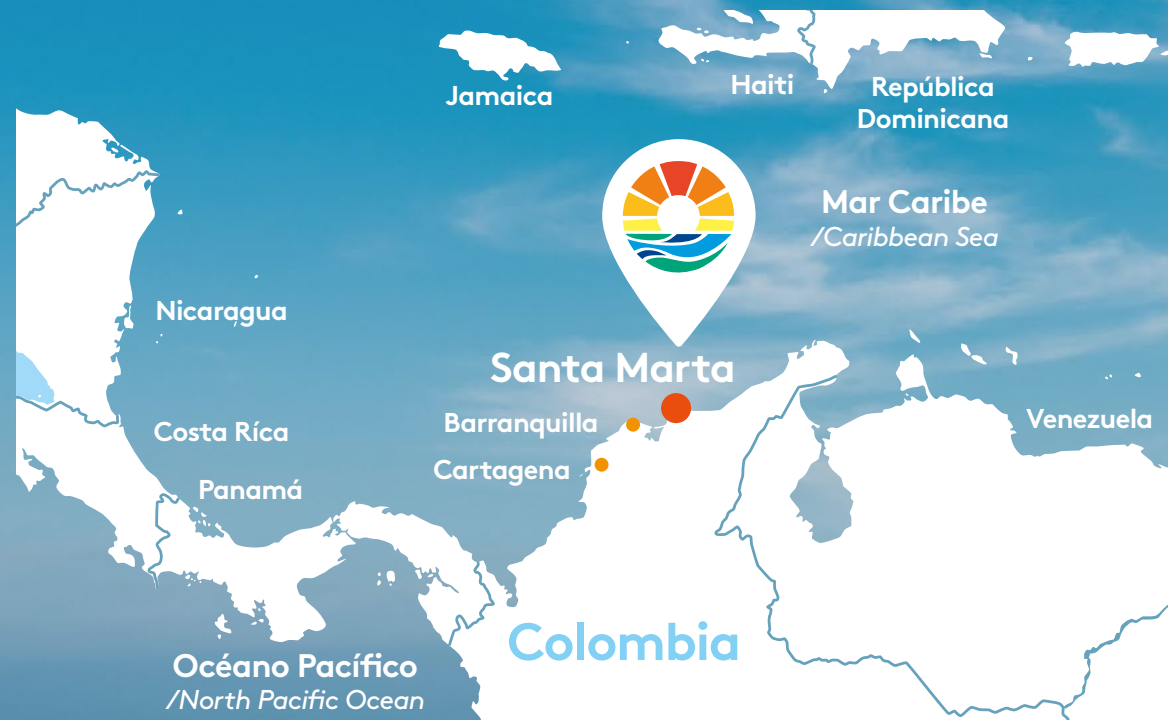 Jamaica
Haiti
República
Dominicana
Mar Caribe
/Caribbean Sea
Nicaragua
Santa Marta
Barranquilla
Venezuela
Costa Ríca
Cartagena
Panamá
Colombia
Océano Pacífico
/North Pacific Ocean